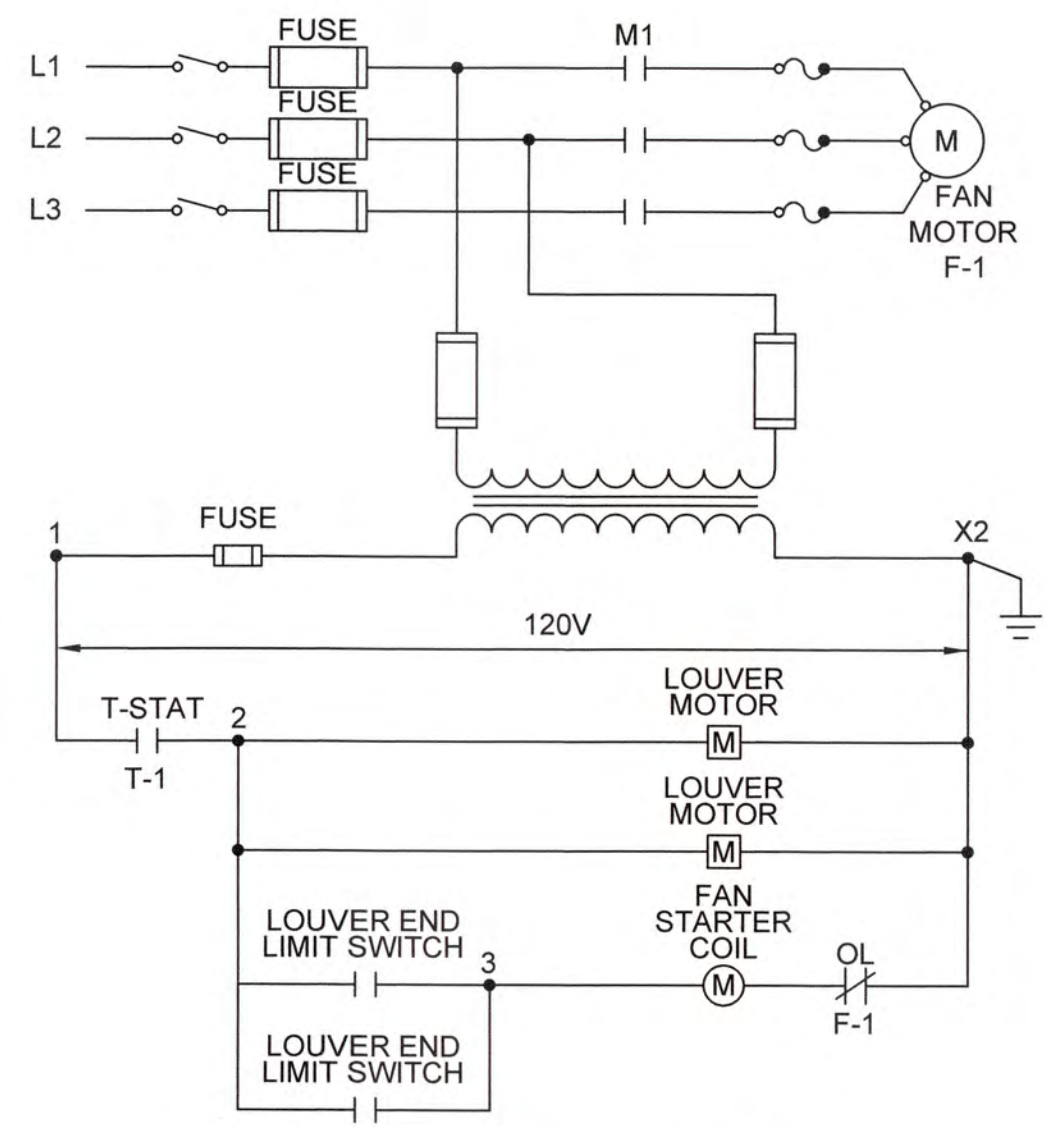 FUSE
M1
L1
FUSE
L2
M
FUSE
L3
FAN
MOTOR
F-1
FUSE
1
X2
120V
LOUVER
MOTOR
T-STAT
2
M
T-1
LOUVER
MOTOR
M
FAN
STARTER
COIL
LOUVER END
LIMIT SWITCH
3
OL
M
F-1
LOUVER END
LIMIT SWITCH